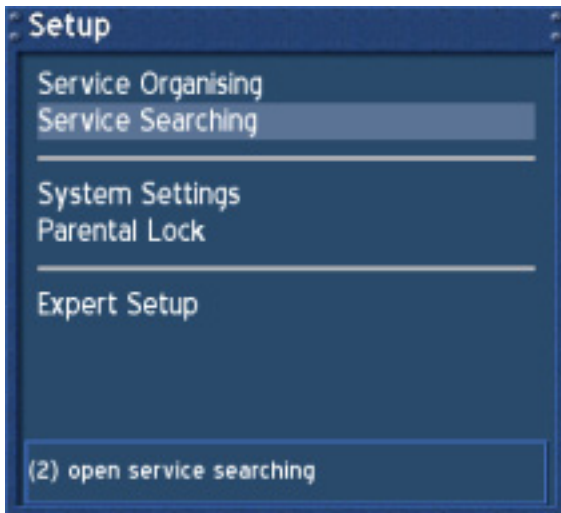 Setup
Service Organising
Service Searching
System Settings
Parental Lock
Expert Setup
(2) open service searching